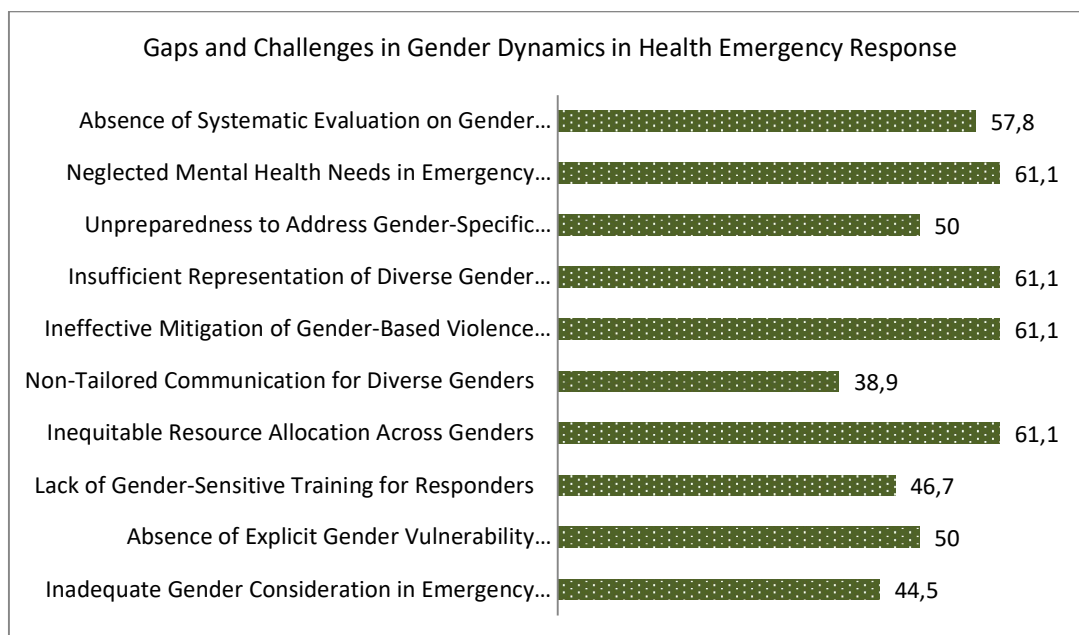 Gaps and Challenges in Gender Dynamics in Health Emergency Response
Absence of Systematic Evaluation on Gender... 57,8
Neglected Mental Health Needs in Emergency... 61,1
Unpreparedness to Address Gender-Specific... 50
Insufficient Representation of Diverse Gender... 61,1
Ineffective Mitigation of Gender-Based Violence... 61,1
Non-Tailored Communication for Diverse Genders 38,9
Inequitable Resource Allocation Across Genders 61,1
Lack of Gender-Sensitive Training for Responders 46,7
Absence of Explicit Gender Vulnerability... 50
Inadequate Gender Consideration in Emergency... 44,5